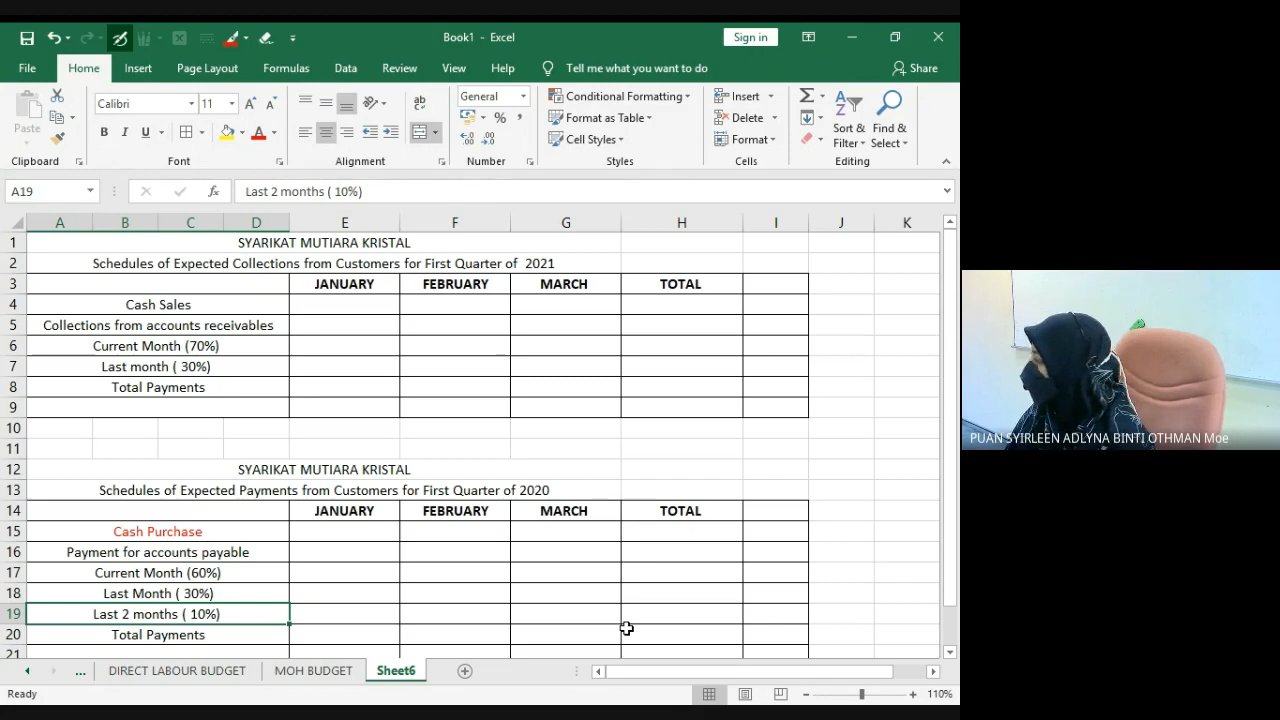 Book1 - Excel
Sign in
File Home Insert Page Layout Formulas Data Review View Help Tell me what you want to do Share
Paste
Calibri 11
B I U A
ab
General
% ,
Conditional Formatting
Format as Table
Cell Styles
Insert
Delete
Format
Sort & Filter
Find & Select
Clipboard Font Alignment Number Styles Cells Editing
A19 fx Last 2 months ( 10%)
A B C D E F G H I J K
1 SYARIKAT MUTIARA KRISTAL
2 Schedules of Expected Collections from Customers for First Quarter of 2021
3 JANUARY FEBRUARY MARCH TOTAL
4 Cash Sales
5 Collections from accounts receivables
6 Current Month (70%)
7 Last month ( 30%)
8 Total Payments
9
10
11
12 SYARIKAT MUTIARA KRISTAL
13 Schedules of Expected Payments from Customers for First Quarter of 2020
14 JANUARY FEBRUARY MARCH TOTAL
15 Cash Purchase
16 Payment for accounts payable
17 Current Month (60%)
18 Last Month ( 30%)
19 Last 2 months ( 10%)
20 Total Payments
21
... DIRECT LABOUR BUDGET MOH BUDGET Sheet6
Ready 110%
PUAN SYIRLEEN ADLYNA BINTI OTHMAN Moe